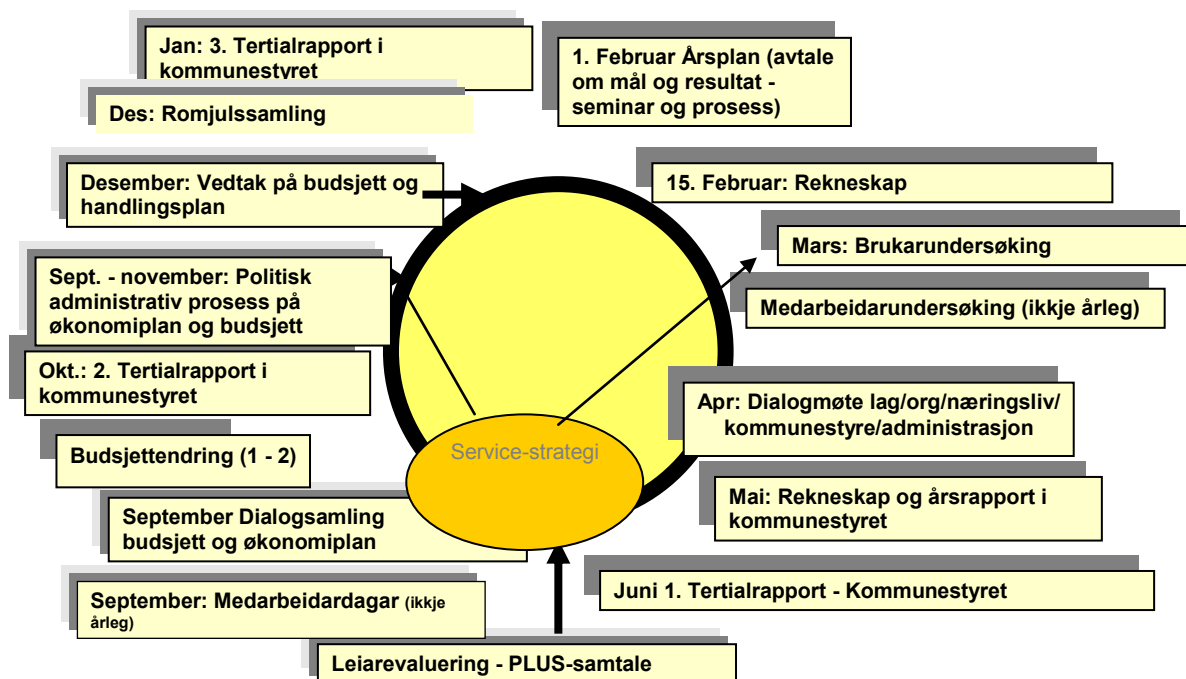 Jan: 3. Tertialrapport i
kommunestyret
1. Februar Årsplan (avtale
om mål og resultat -
seminar og prosess)
Des: Romjulssamling
Desember: Vedtak på budsjett og
handlingsplan
15. Februar: Rekneskap
Mars: Brukarundersøking
Sept. - november: Politisk
administrativ prosess på
økonomiplan og budsjett
Medarbeidarundersøking (ikkje årleg)
Okt.: 2. Tertialrapport i
kommunestyret
Apr: Dialogmøte lag/org/næringsliv/
kommunestyre/administrasjon
Budsjettendring (1 - 2)
Service-strategi
Mai: Rekneskap og årsrapport i
kommunestyret
September Dialogsamling
budsjett og økonomiplan
Juni 1. Tertialrapport - Kommunestyret
September: Medarbeidardagar (ikkje
årleg)
Leiarevaluering - PLUS-samtale